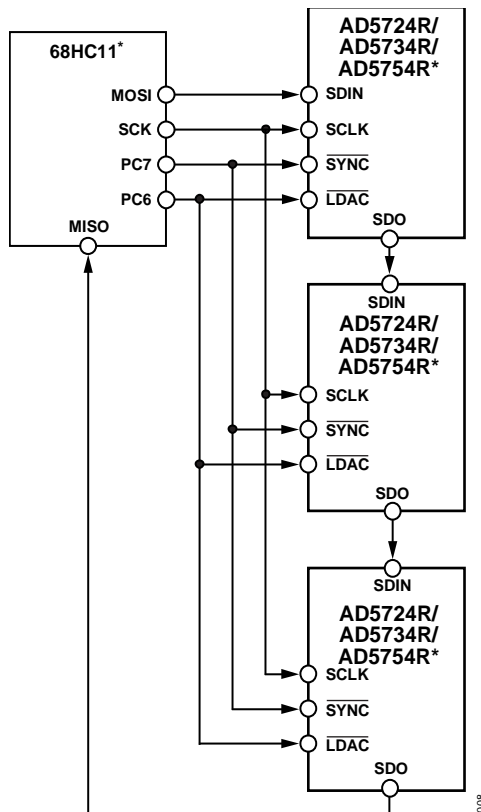 68HC11*
MOSI
SCK
PC7
PC6
MISO
AD5724R/
AD5734R/
AD5754R*
SDIN
SCLK
SYNC
LDAC
SDO
SDIN
AD5724R/
AD5734R/
AD5754R*
SCLK
SYNC
LDAC
SDO
SDIN
AD5724R/
AD5734R/
AD5754R*
SCLK
SYNC
LDAC
SDO